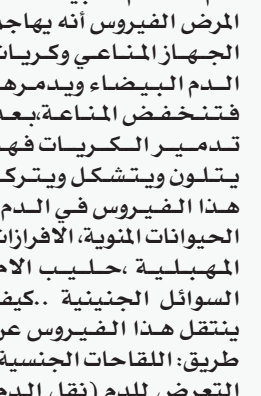 المرض الفيروس أنه يهاجم
الجهاز المناعي وكريات
الدم البيضاء ويدمرها
فتنخفض المناعة،بعد
تدمير الكريات فهو
يتلون ويتشكل ويتركز
هذا الفيروس في الدم
الحيوانات المنوية، الافرازات
المهبلية ،حليب الام
السوائل الجنينية ..كيف
ينتقل هذا الفيروس عن
طريق: اللقاحات الجنسية
التعرض للدم (نقل الدم